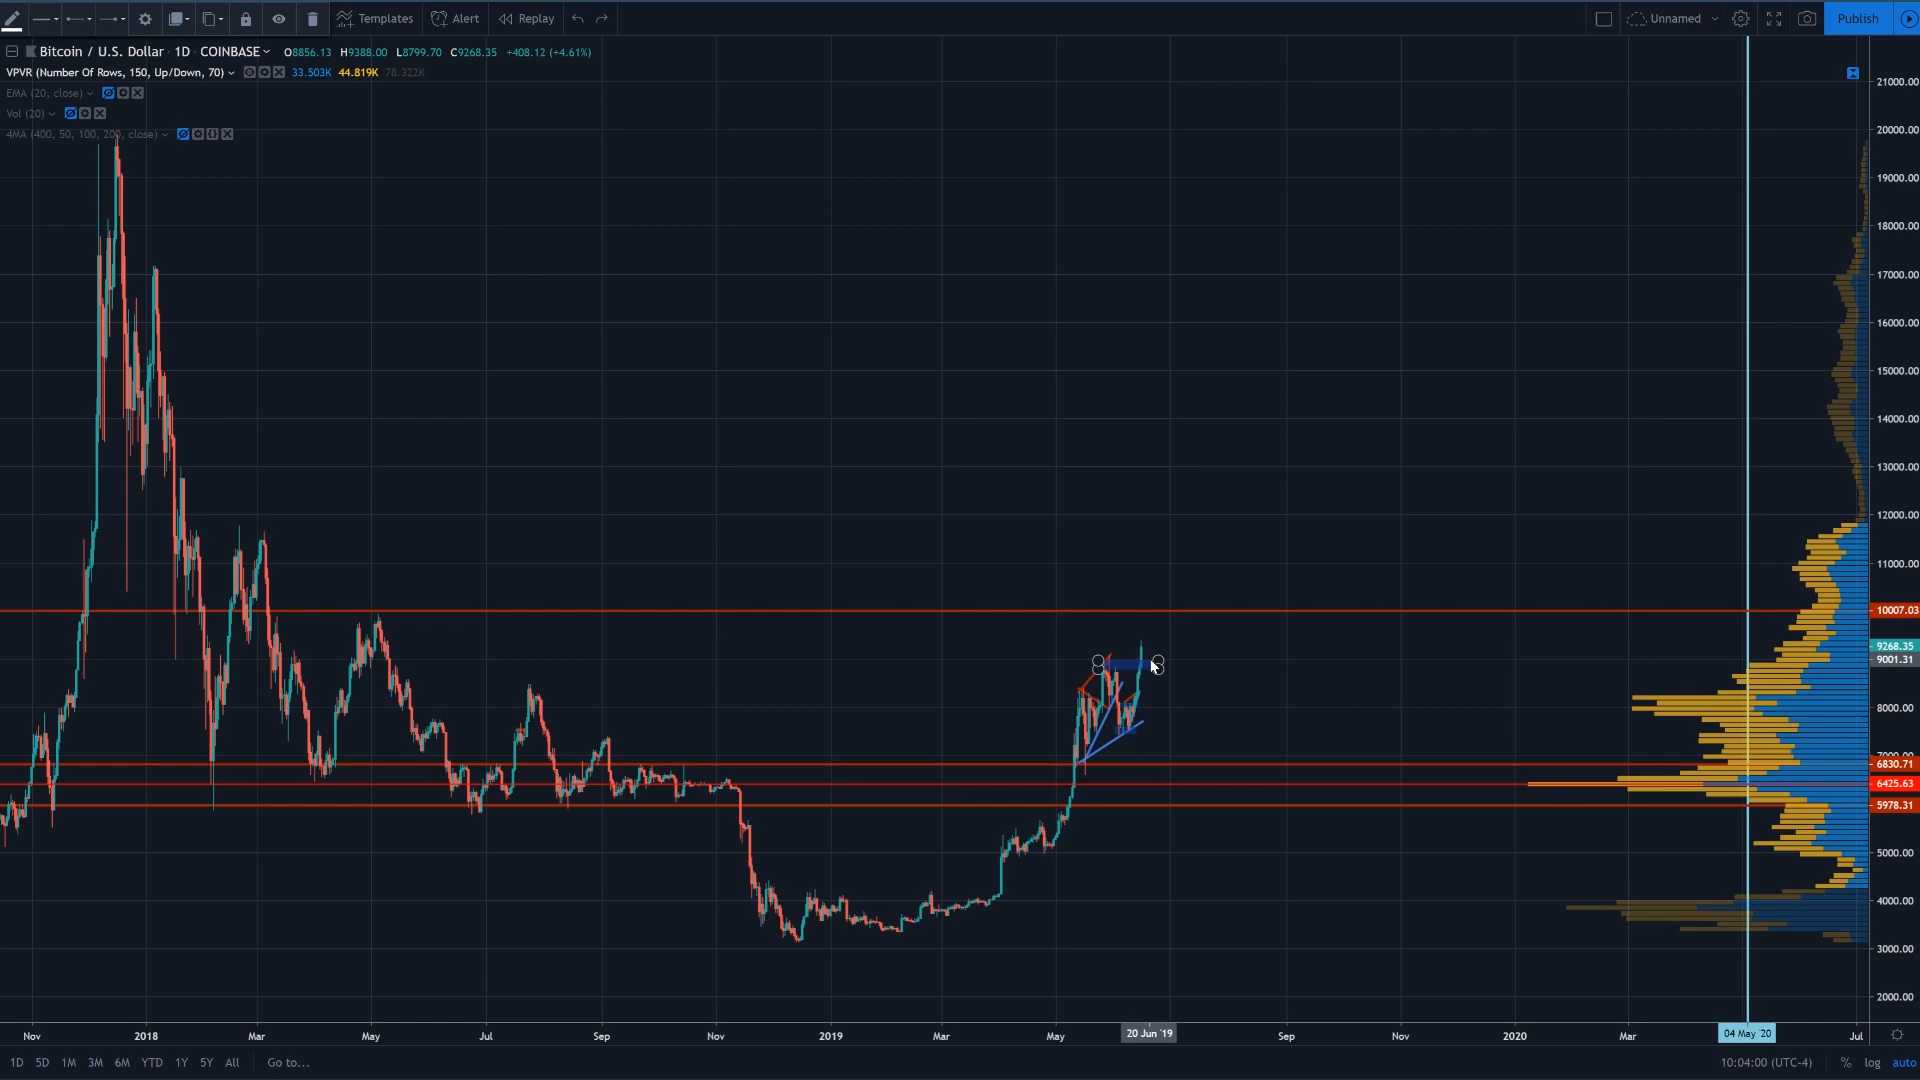 Templates Alert Replay Unnamed Publish
Bitcoin / U.S. Dollar 1D COINBASE O8856.13 H9388.00 L8799.70 C9268.35 +408.12 (+4.61%)
VPVR (Number Of Rows, 150, Up/Down, 70) 33.503K 44.819K 78.322K
EMA (20, close)
Vol (20)
4MA (400, 50, 100, 200, close)
21000.00
20000.00
19000.00
18000.00
17000.00
16000.00
15000.00
14000.00
13000.00
12000.00
11000.00
10007.03
9268.35
9001.31
8000.00
7000.00
6830.71
6425.63
5978.31
5000.00
4000.00
3000.00
2000.00
Nov 2018 Mar May Jul Sep Nov 2019 Mar May 20 Jun '19 Sep Nov 2020 Mar 04 May '20 Jul
1D 5D 1M 3M 6M YTD 1Y 5Y All Go to... 10:04:00 (UTC-4) % log auto